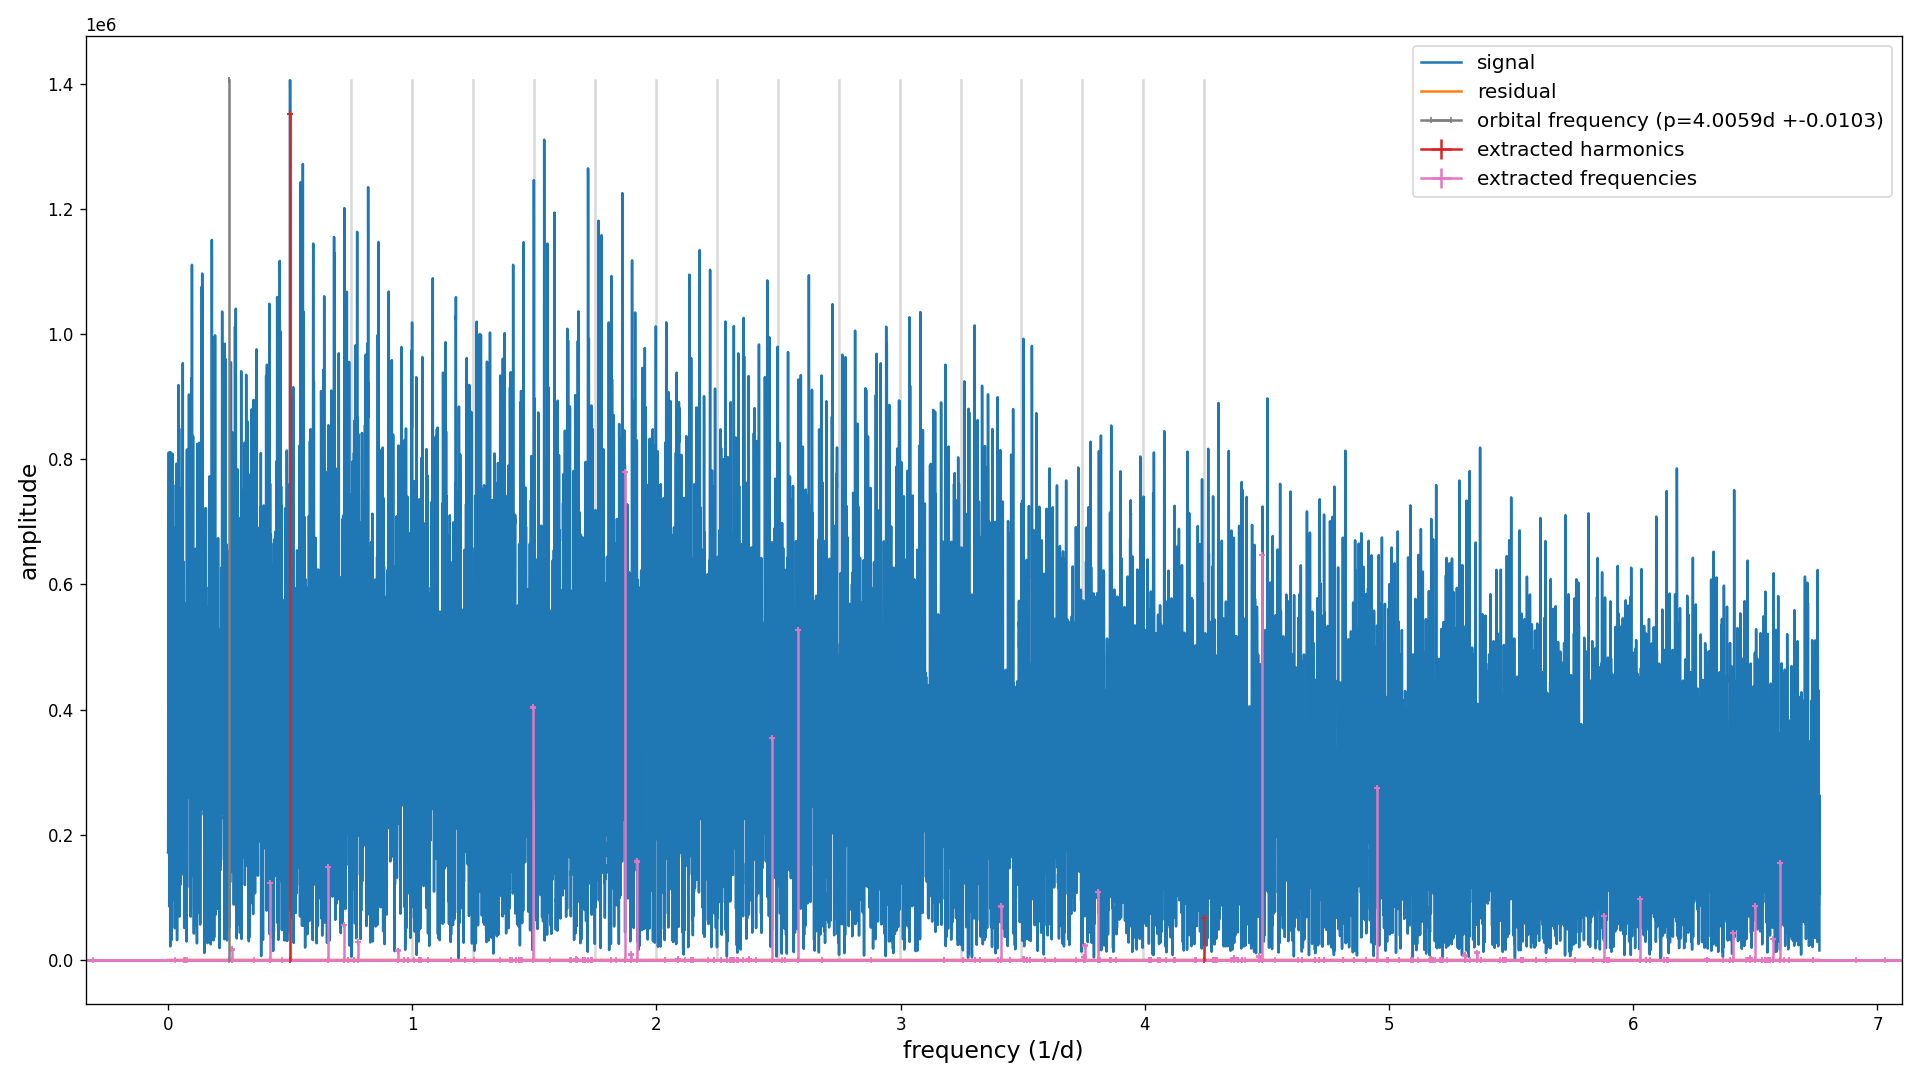 1e6
1.4
1.2
1.0
0.8
0.6
0.4
0.2
0.0
amplitude
signal
residual
orbital frequency (p=4.0059d +-0.0103)
extracted harmonics
extracted frequencies
0 1 2 3 4 5 6 7
frequency (1/d)